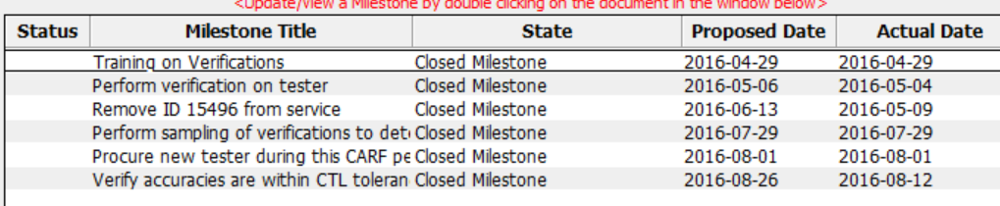 <Update/View a Milestone by double clicking on the document in the window below>
Status Milestone Title State Proposed Date Actual Date
Training on Verifications Closed Milestone 2016-04-29 2016-04-29
Perform verification on tester Closed Milestone 2016-05-06 2016-05-04
Remove ID 15496 from service Closed Milestone 2016-06-13 2016-05-09
Perform sampling of verifications to dete Closed Milestone 2016-07-29 2016-07-29
Procure new tester during this CARF pe Closed Milestone 2016-08-01 2016-08-01
Verify accuracies are within CTL toleran Closed Milestone 2016-08-26 2016-08-12